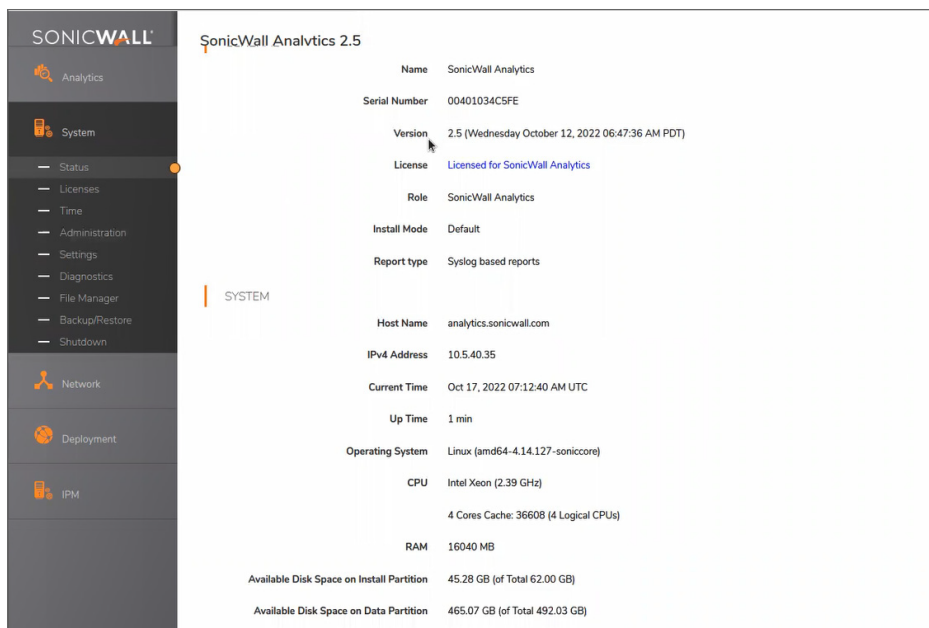 SONICWALL
Analytics
System
Status
Licenses
Time
Administration
Settings
Diagnostics
File Manager
Backup/Restore
Shutdown
Network
Deployment
IPM
SonicWall Analytics 2.5
Name SonicWall Analytics
Serial Number 00401034C5FE
Version 2.5 (Wednesday October 12, 2022 06:47:36 AM PDT)
License Licensed for SonicWall Analytics
Role SonicWall Analytics
Install Mode Default
Report type Syslog based reports
SYSTEM
Host Name analytics.sonicwall.com
IPv4 Address 10.5.40.35
Current Time Oct 17, 2022 07:12:40 AM UTC
Up Time 1 min
Operating System Linux (amd64-4.14.127-soniccore)
CPU Intel Xeon (2.39 GHz)
4 Cores Cache: 36608 (4 Logical CPUs)
RAM 16040 MB
Available Disk Space on Install Partition 45.28 GB (of Total 62.00 GB)
Available Disk Space on Data Partition 465.07 GB (of Total 492.03 GB)